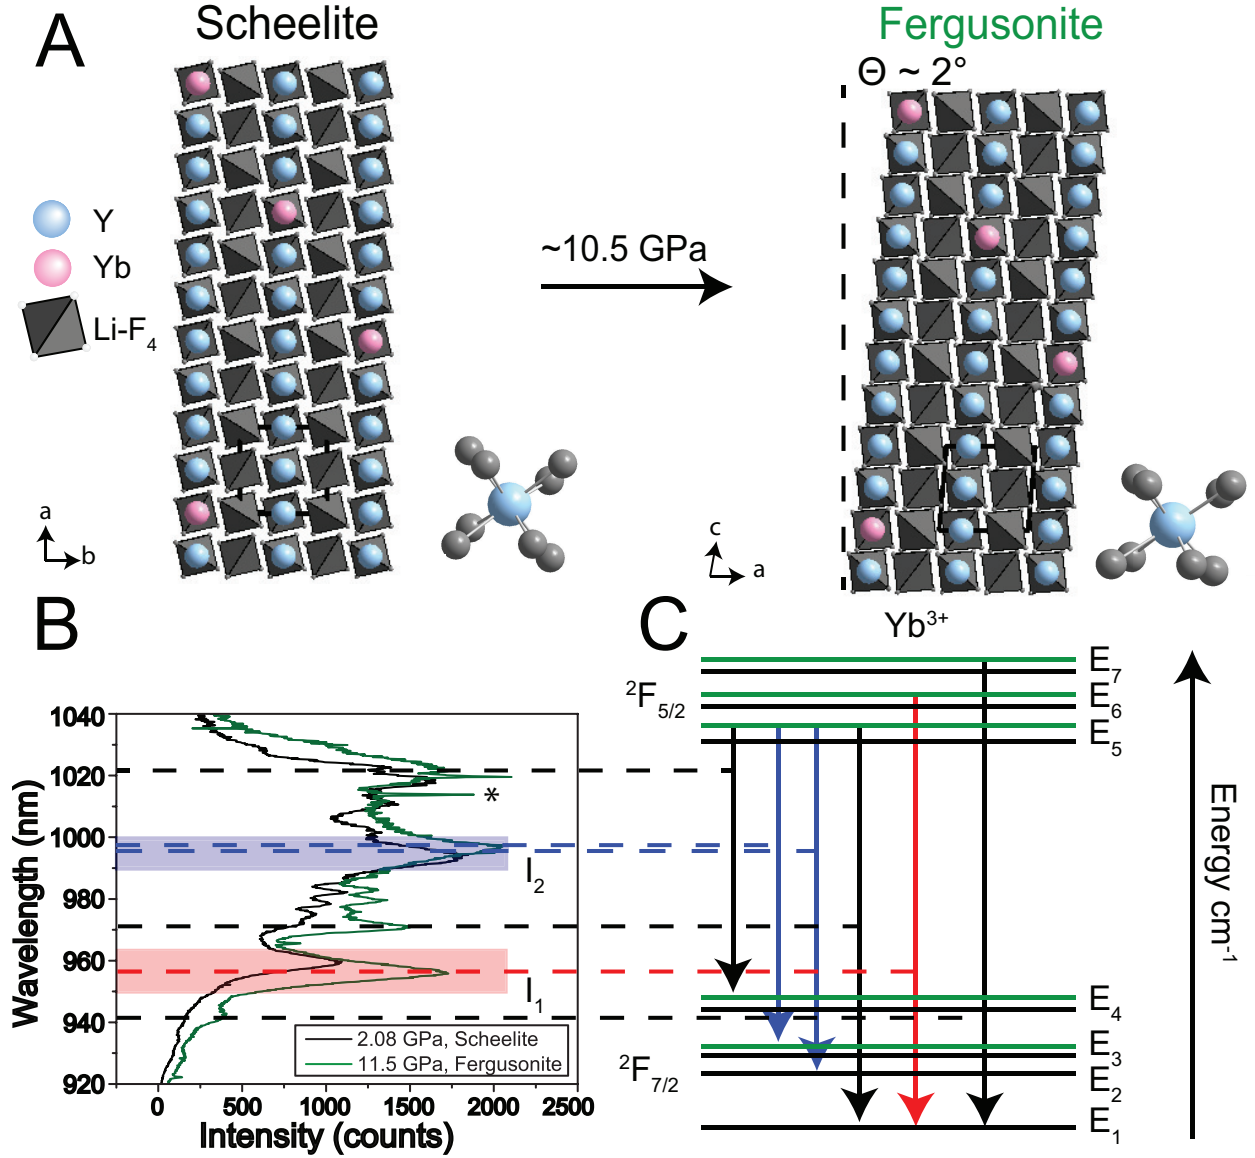 A
Scheelite
Fergusonite
Θ ~ 2°
Y
Yb
Li-F₄
~10.5 GPa
a
b
c
a
B
C
Yb³⁺
1040
1020
1000
980
960
940
920
Wavelength (nm)
*
I₂
I₁
2.08 GPa, Scheelite
11.5 GPa, Fergusonite
0
500
1000
1500
2000
2500
Intensity (counts)
²F₅/₂
²F₇/₂
E₇
E₆
E₅
E₄
E₃
E₂
E₁
Energy cm⁻¹